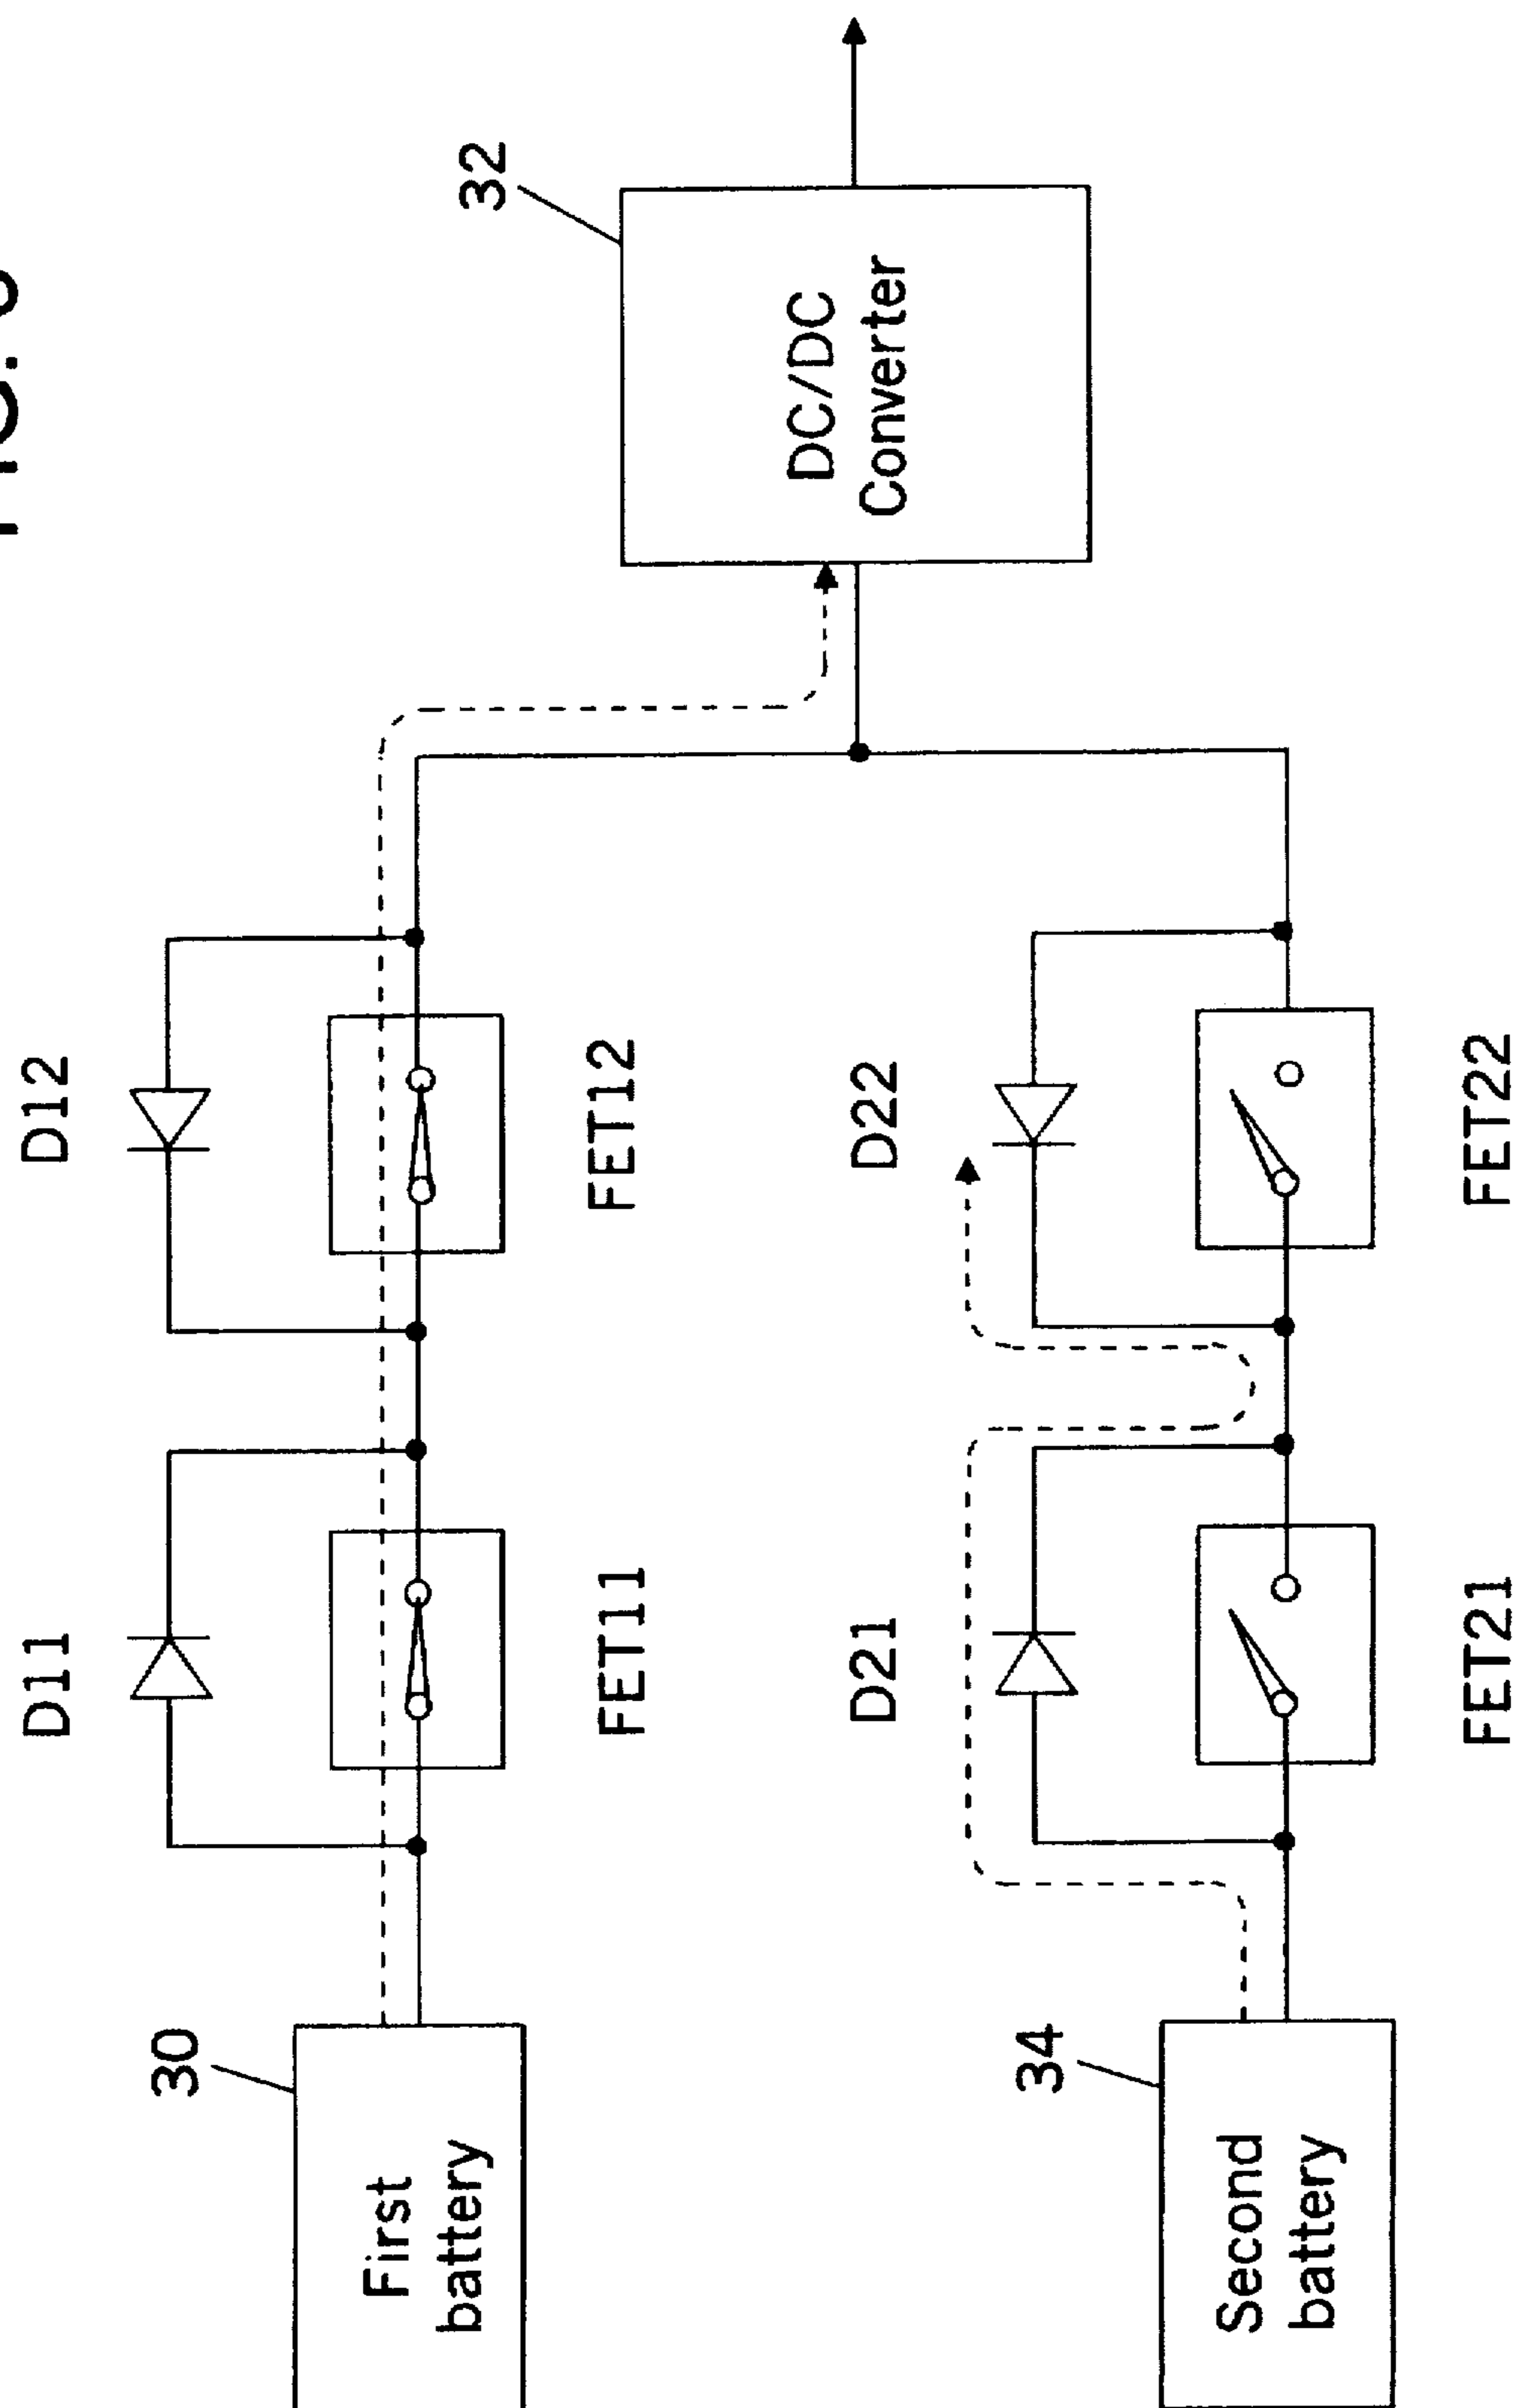 D11
D12
30
32
First
battery
FET11
FET12
DC/DC
Converter
D21
D22
34
Second
battery
FET21
FET22